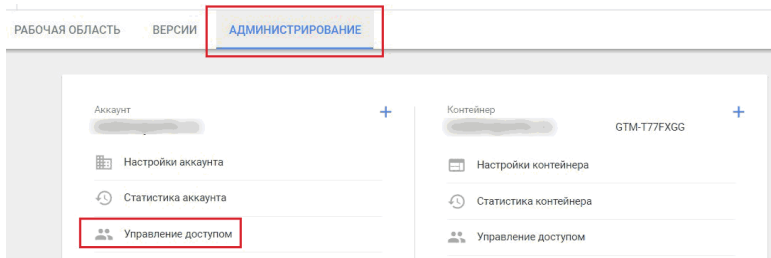 РАБОЧАЯ ОБЛАСТЬ ВЕРСИИ АДМИНИСТРИРОВАНИЕ
Аккаунт
Настройки аккаунта
Статистика аккаунта
Управление доступом
Контейнер
GTM-T77FXGG
Настройки контейнера
Статистика контейнера
Управление доступом